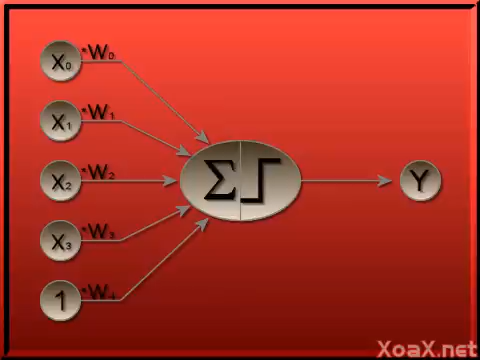 X₀ *W₀
X₁ *W₁
X₂ *W₂
Σ
Y
X₃ *W₃
1 *W₄
XoaX.net